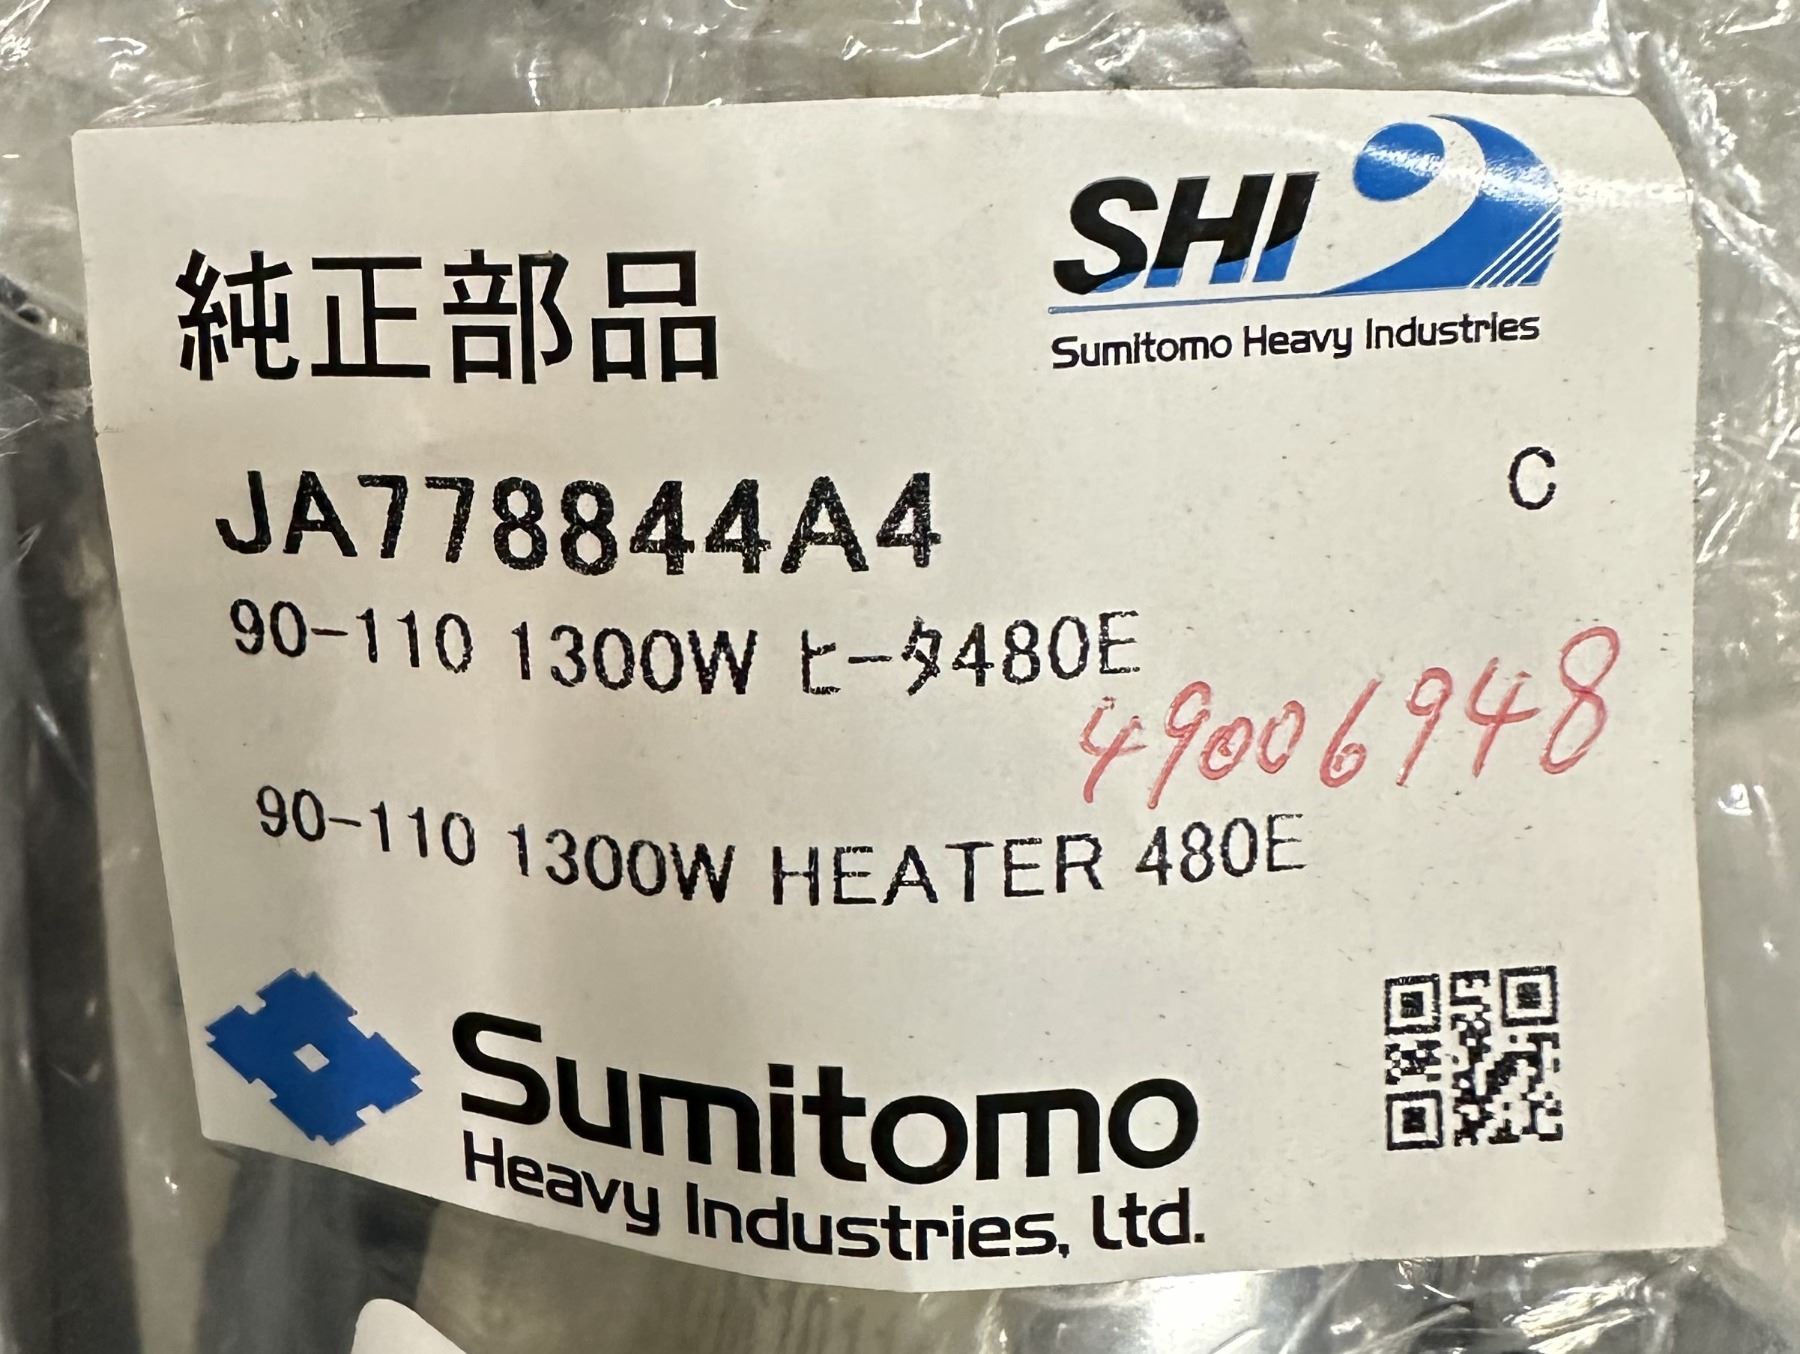 純正部品
SHI
Sumitomo Heavy Industries
JA778844A4
C
90-110 1300W ヒータ480E
49006948
90-110 1300W HEATER 480E
Sumitomo
Heavy Industries, Ltd.